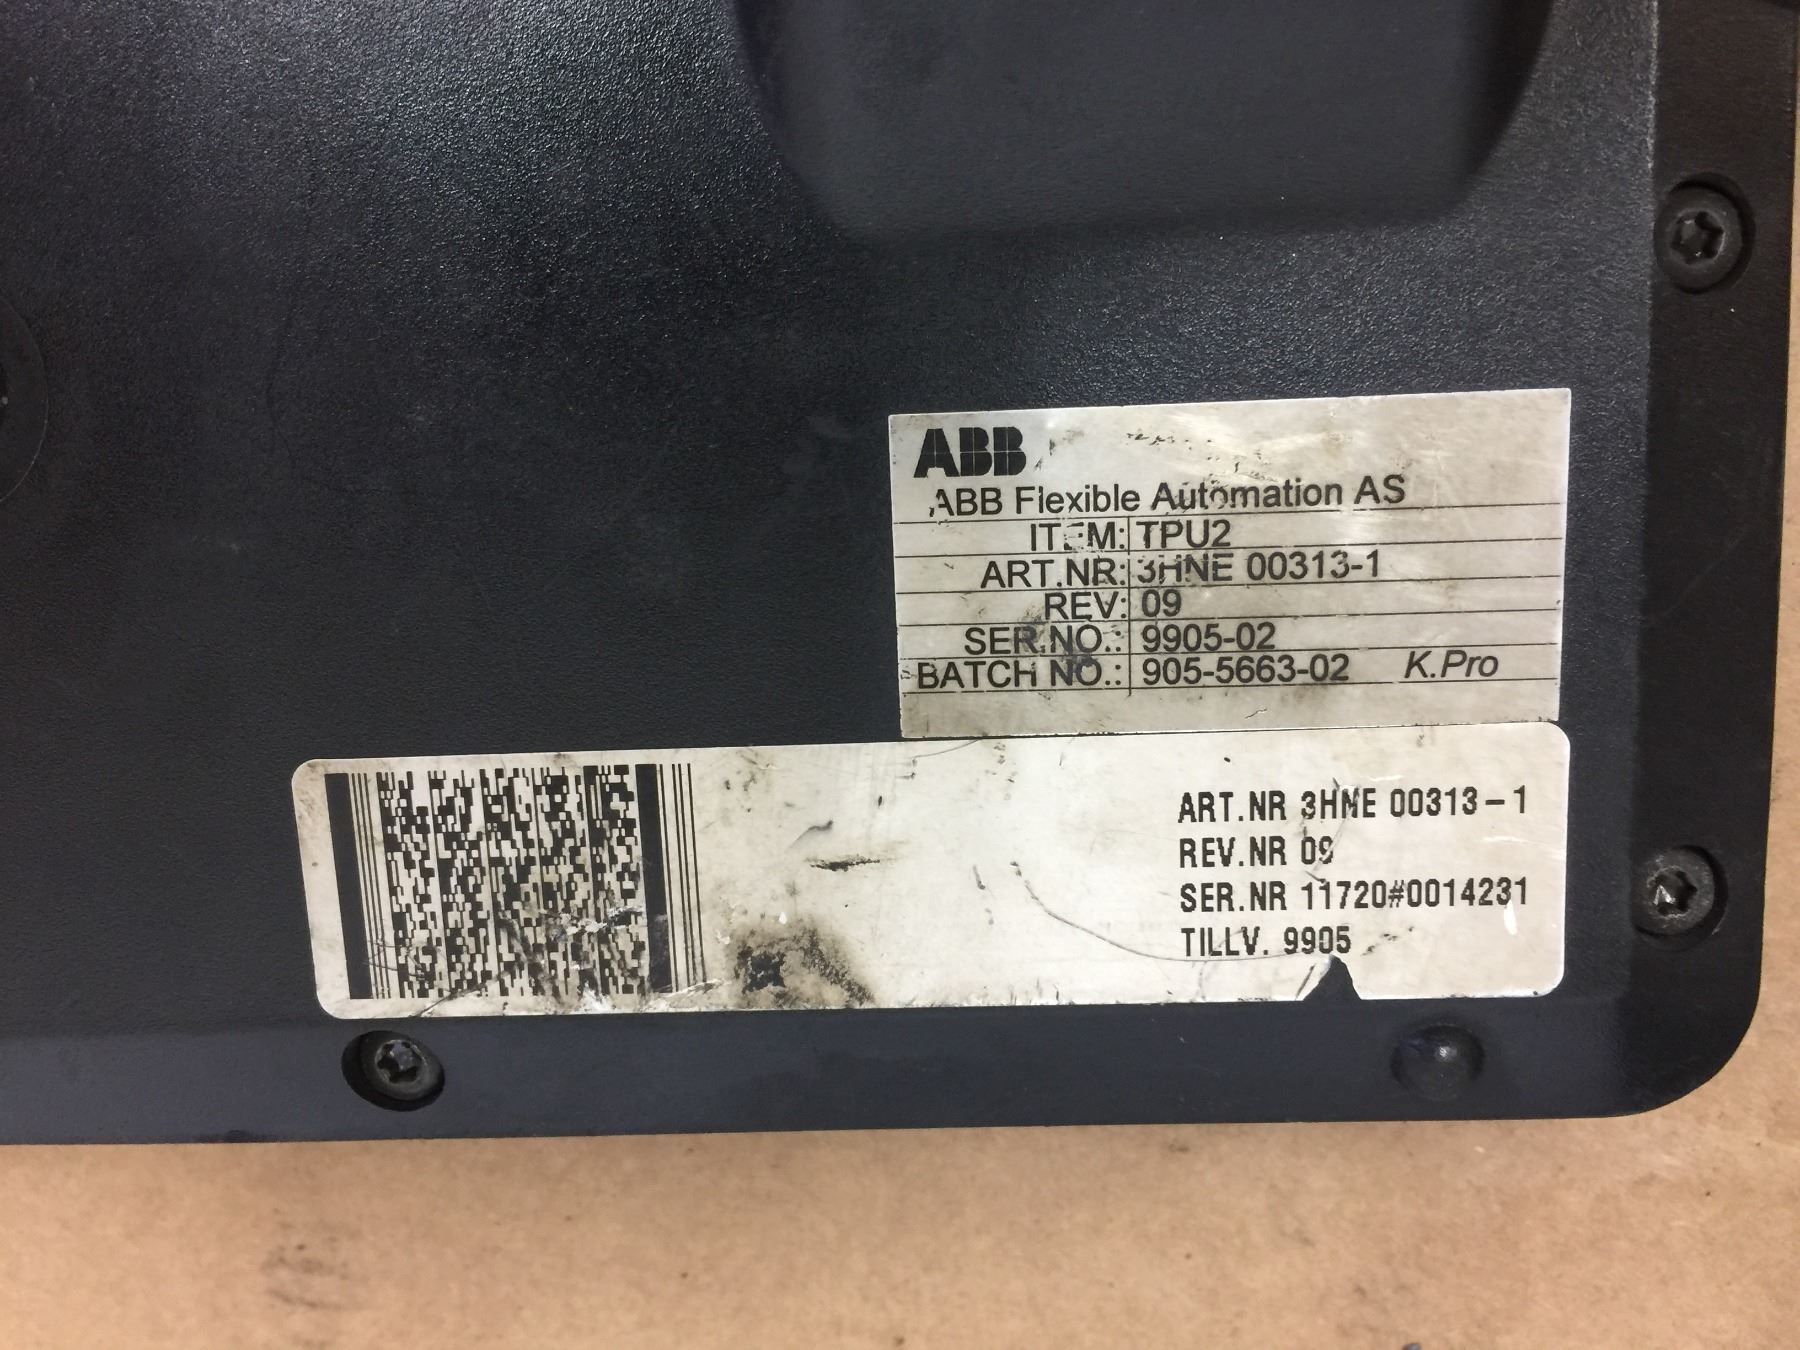 ABB
ABB Flexible Automation AS
ITEM: TPU2
ART.NR: 3HNE 00313-1
REV: 09
SER.NO.: 9905-02
BATCH NO.: 905-5663-02 K.Pro
ART.NR 3HNE 00313-1
REV.NR 09
SER.NR 11720#0014231
TILLV. 9905